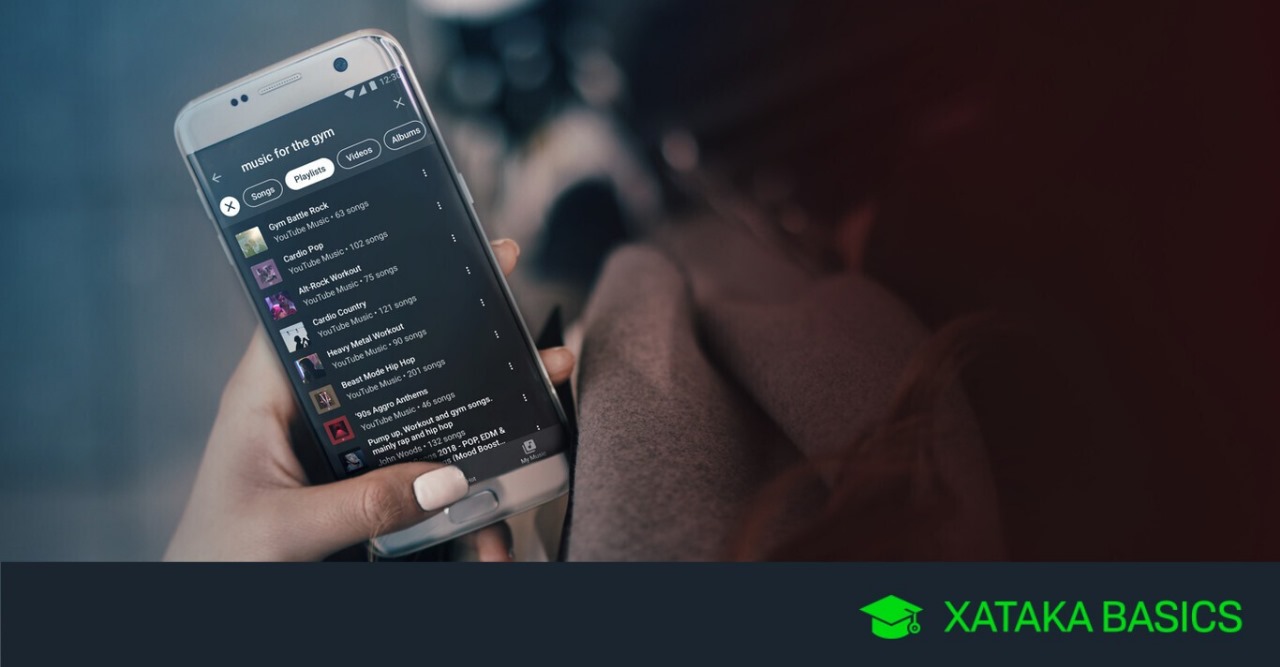 12:30
music for the gym
Songs
Playlists
Videos
Albums
Gym Battle Rock
YouTube Music • 63 songs
Cardio Pop
YouTube Music • 102 songs
Alt-Rock Workout
YouTube Music • 75 songs
Cardio Country
YouTube Music • 121 songs
Heavy Metal Workout
YouTube Music • 90 songs
Beast Mode Hip Hop
YouTube Music • 201 songs
'90s Aggro Anthems
YouTube Music • 46 songs
Pump up, Workout and gym songs.
mainly rap and hip hop
John Woods • 132 songs
2018 - POP, EDM &
(Mood Boost...
My Music
XATAKA BASICS